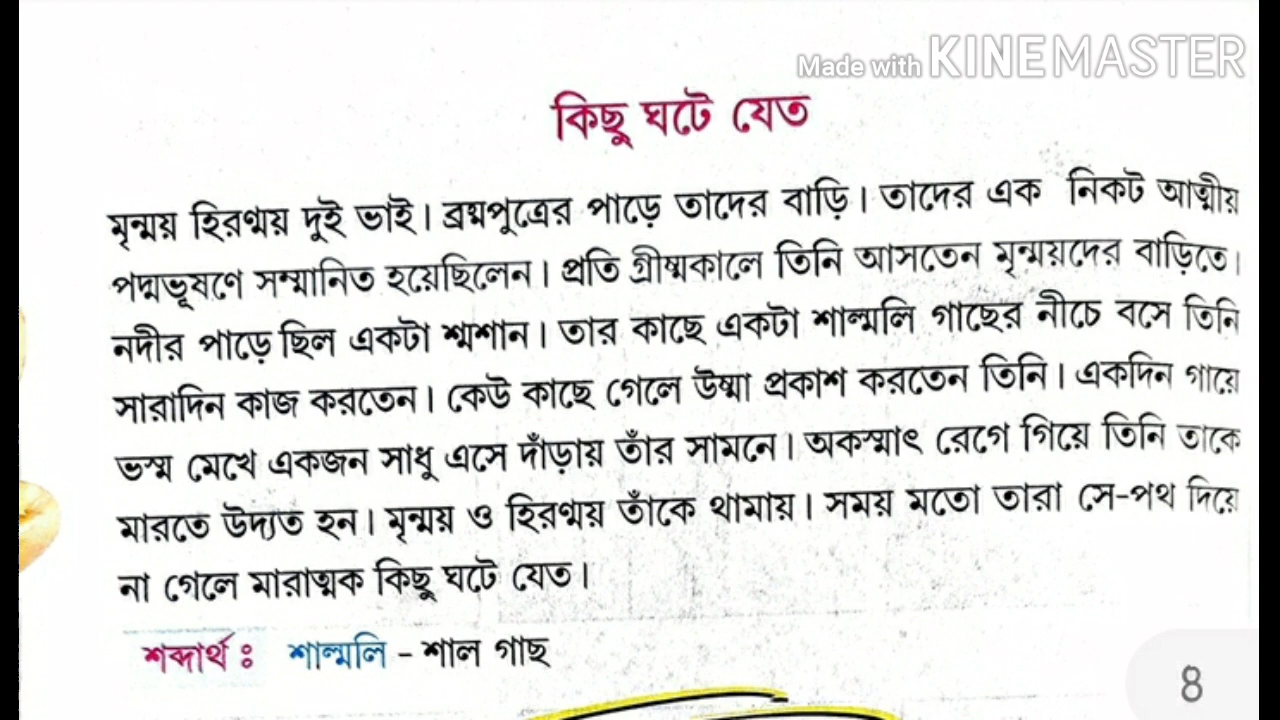 Made with KINEMASTER
কিছু ঘটে যেত
মৃন্ময় হিরণ্ময় দুই ভাই। ব্রহ্মপুত্রের পাড়ে তাদের বাড়ি। তাদের এক নিকট আত্মীয়
পদ্মভূষণে সম্মানিত হয়েছিলেন। প্রতি গ্রীষ্মকালে তিনি আসতেন মৃন্ময়দের বাড়িতে।
নদীর পাড়ে ছিল একটা শ্মশান। তার কাছে একটা শাল্মলি গাছের নীচে বসে তিনি
সারাদিন কাজ করতেন। কেউ কাছে গেলে উষ্মা প্রকাশ করতেন তিনি। একদিন গায়ে
ভস্ম মেখে একজন সাধু এসে দাঁড়ায় তাঁর সামনে। অকস্মাৎ রেগে গিয়ে তিনি তাকে
মারতে উদ্যত হন। মৃন্ময় ও হিরণ্ময় তাঁকে থামায়। সময় মতো তারা সে-পথ দিয়ে
না গেলে মারাত্মক কিছু ঘটে যেত।
শব্দার্থ ঃ শাল্মলি - শাল গাছ
8